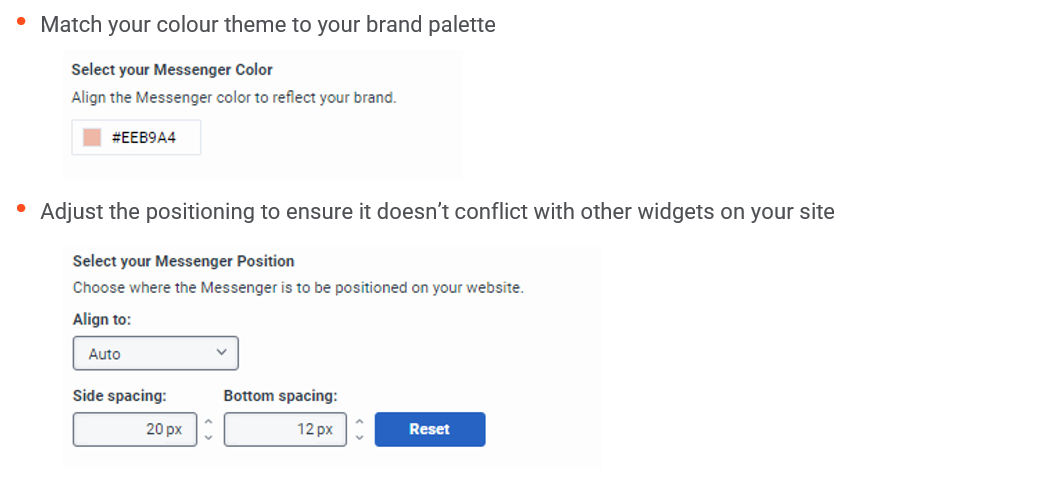 Match your colour theme to your brand palette
Select your Messenger Color
Align the Messenger color to reflect your brand.
#EEB9A4
Adjust the positioning to ensure it doesn’t conflict with other widgets on your site
Select your Messenger Position
Choose where the Messenger is to be positioned on your website.
Align to:
Auto
Side spacing: Bottom spacing:
20 px 12 px Reset